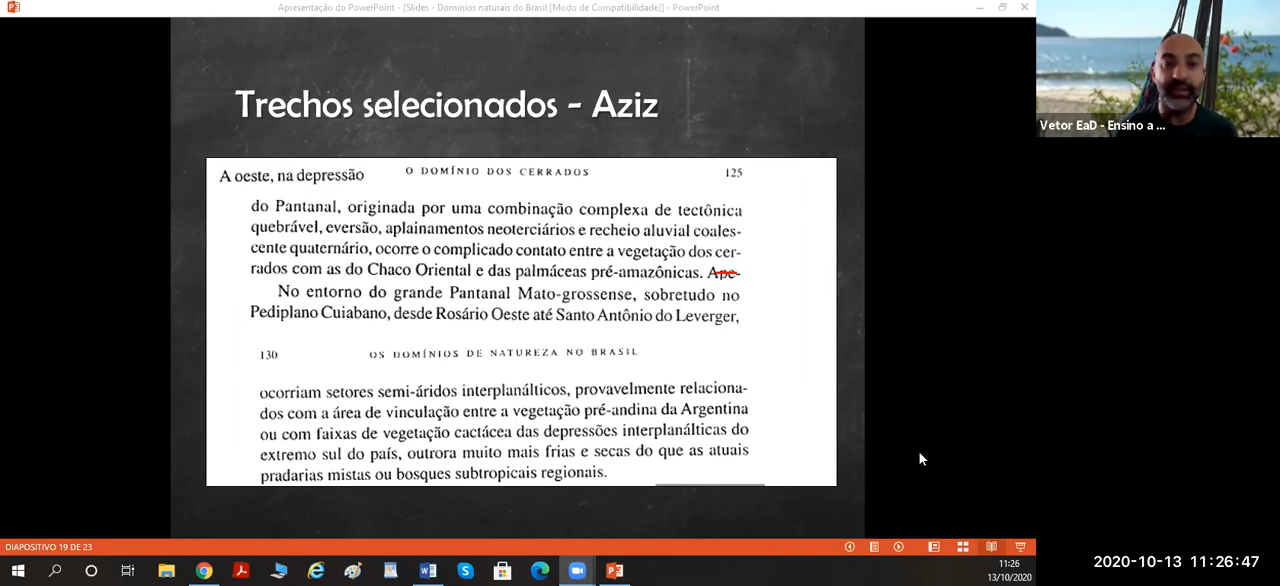 Apresentação do PowerPoint - [Slides - Domínios naturais do Brasil [Modo de Compatibilidade]] - PowerPoint
Vetor EaD - Ensino a ...
Trechos selecionados - Aziz
A oeste, na depressão
O DOMÍNIO DOS CERRADOS 125
do Pantanal, originada por uma combinação complexa de tectônica
quebrável, eversão, aplainamentos neoterciários e recheio aluvial coales-
cente quaternário, ocorre o complicado contato entre a vegetação dos cer-
rados com as do Chaco Oriental e das palmáceas pré-amazônicas. Ape-
No entorno do grande Pantanal Mato-grossense, sobretudo no
Pediplano Cuiabano, desde Rosário Oeste até Santo Antônio do Leverger,
130 OS DOMÍNIOS DE NATUREZA NO BRASIL
ocorriam setores semi-áridos interplanálticos, provavelmente relaciona-
dos com a área de vinculação entre a vegetação pré-andina da Argentina
ou com faixas de vegetação cactácea das depressões interplanálticas do
extremo sul do país, outrora muito mais frias e secas do que as atuais
pradarias mistas ou bosques subtropicais regionais.
DIAPOSITIVO 19 DE 23
11:26
13/10/2020
2020-10-13 11:26:47